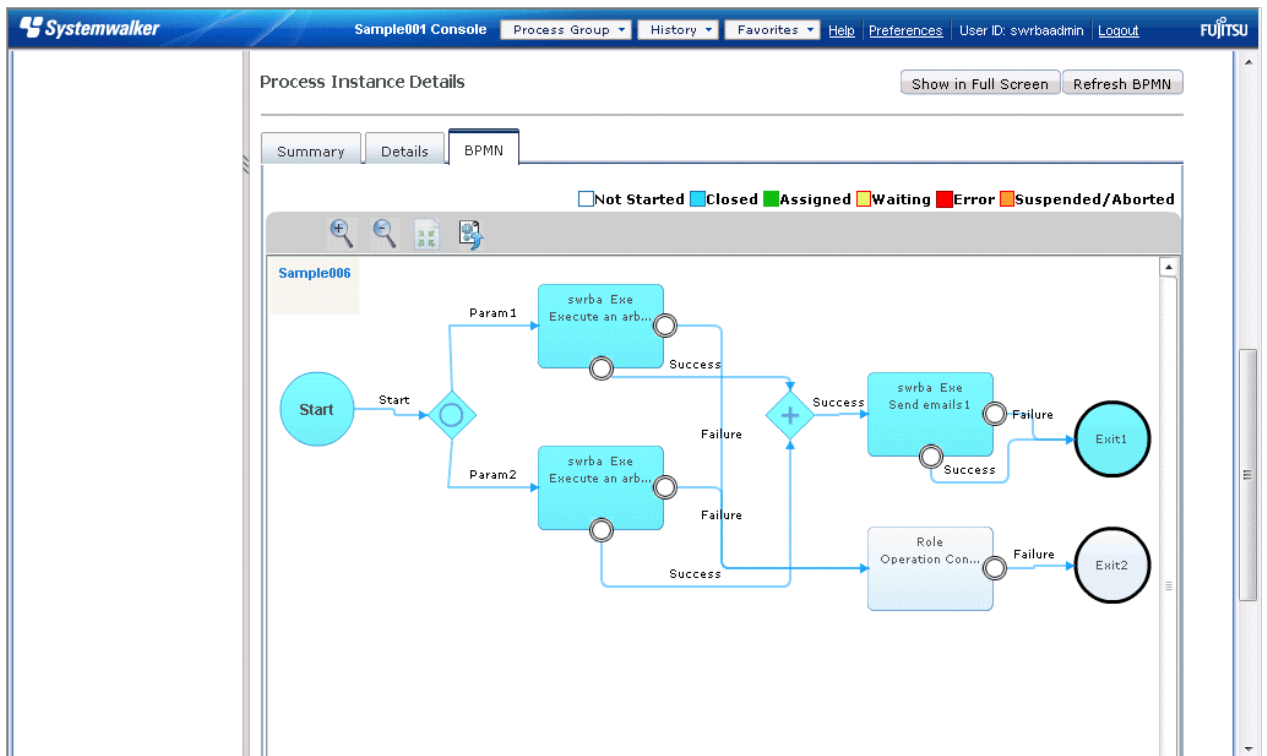 Systemwalker Sample001 Console Process Group History Favorites Help Preferences User ID: swrbaadmin Logout FUJITSU
Process Instance Details Show in Full Screen Refresh BPMN
Summary Details BPMN
Not Started Closed Assigned Waiting Error Suspended/Aborted
Sample006
swrba Exe
Execute an arb...
Param1
Success
swrba Exe
Send emails1
Start
Start
Success
Failure
Exit1
Failure
swrba Exe
Execute an arb...
Param2
Success
Failure
Role
Operation Con...
Failure
Exit2
Success